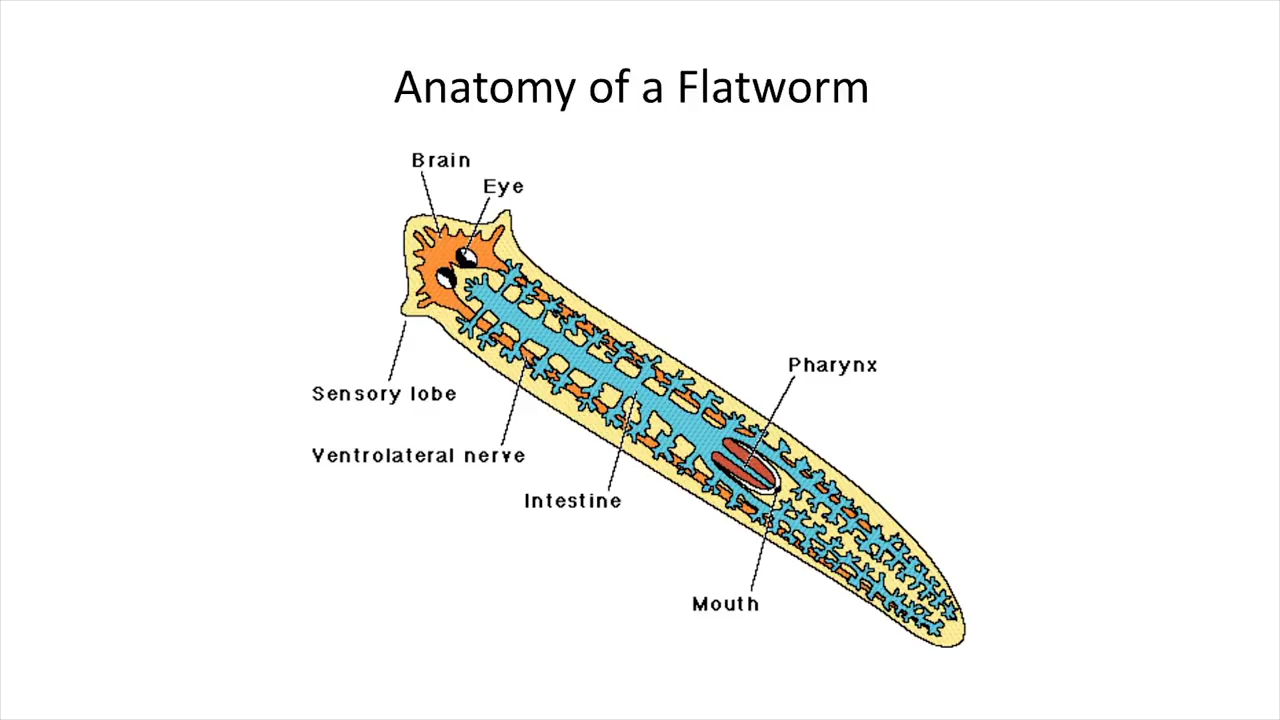 Anatomy of a Flatworm
Brain
Eye
Pharynx
Sensory lobe
Ventrolateral nerve
Intestine
Mouth